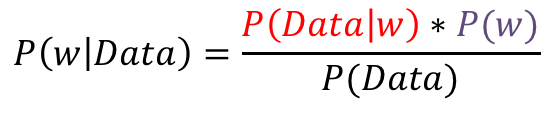 P(w|Data) = P(Data|w) * P(w)
P(Data)